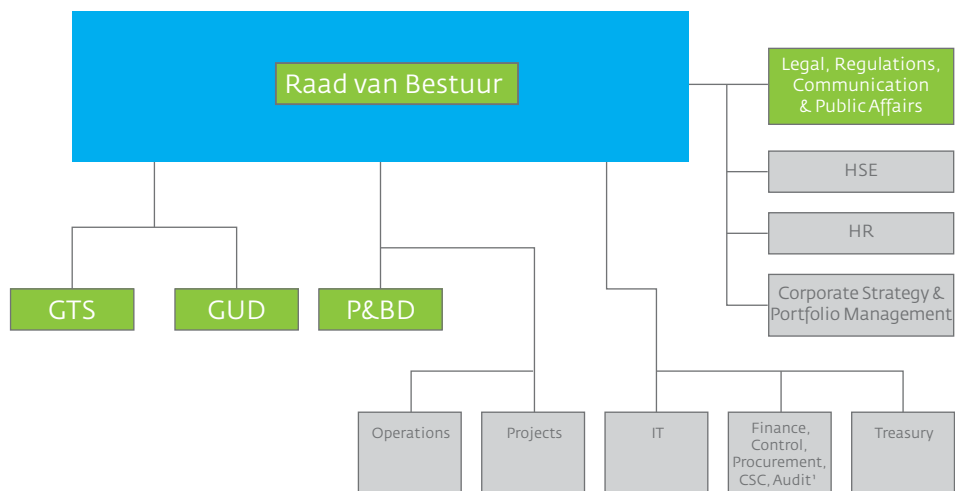 Raad van Bestuur
Legal, Regulations,
Communication
& Public Affairs
HSE
HR
Corporate Strategy &
Portfolio Management
GTS
GUD
P&BD
Operations
Projects
IT
Finance,
Control,
Procurement,
CSC, Audit¹
Treasury